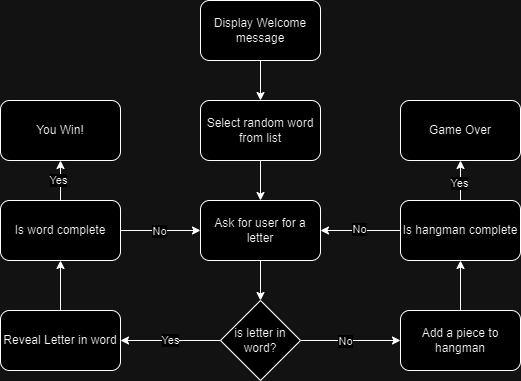 Display Welcome
message
You Win!
Select random word
from list
Game Over
Yes
Yes
Is word complete
No
Ask for user for a
letter
No
Is hangman complete
Reveal Letter in word
Yes
is letter in
word?
No
Add a piece to
hangman